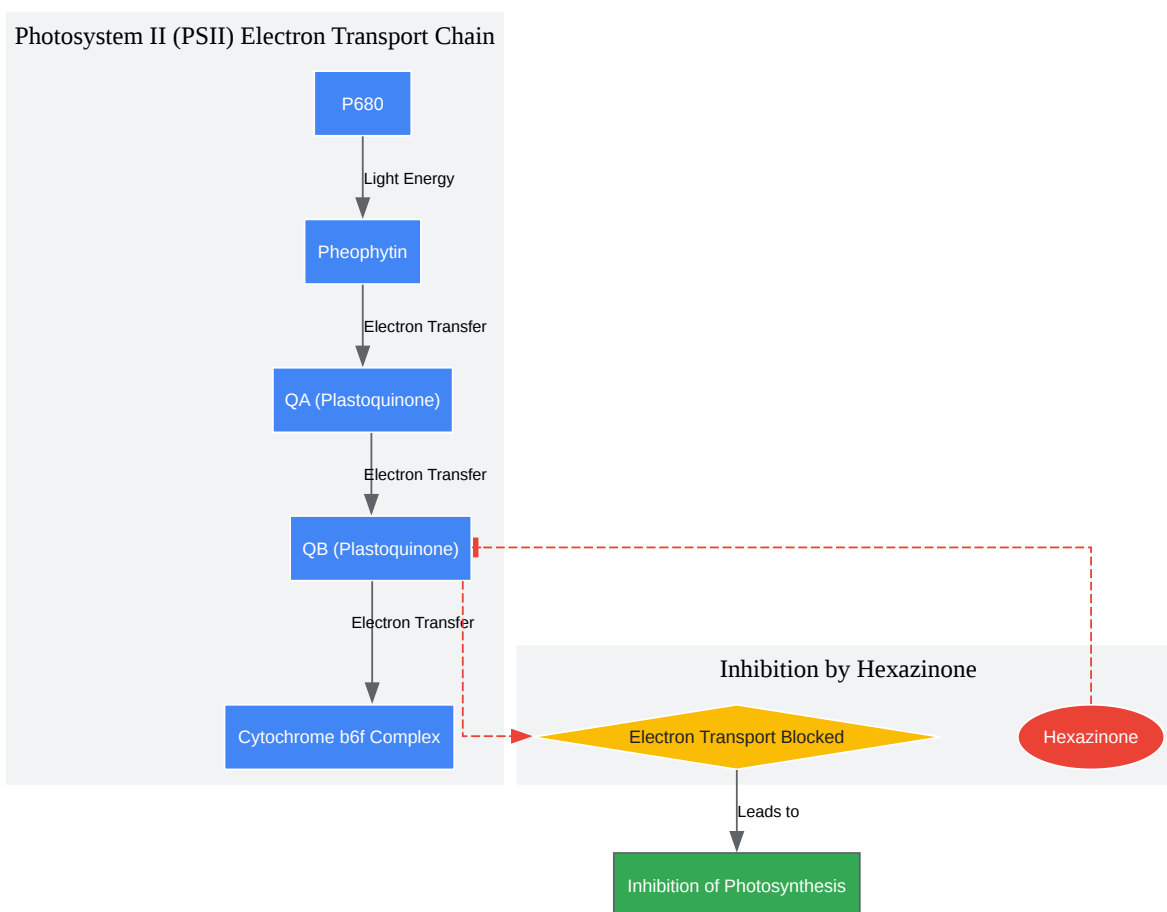 Photosystem II (PSII) Electron Transport Chain
P680
Light Energy
Pheophytin
Electron Transfer
QA (Plastoquinone)
Electron Transfer
QB (Plastoquinone)
Electron Transfer
Cytochrome b6f Complex
Inhibition by Hexazinone
Electron Transport Blocked
Hexazinone
Leads to
Inhibition of Photosynthesis